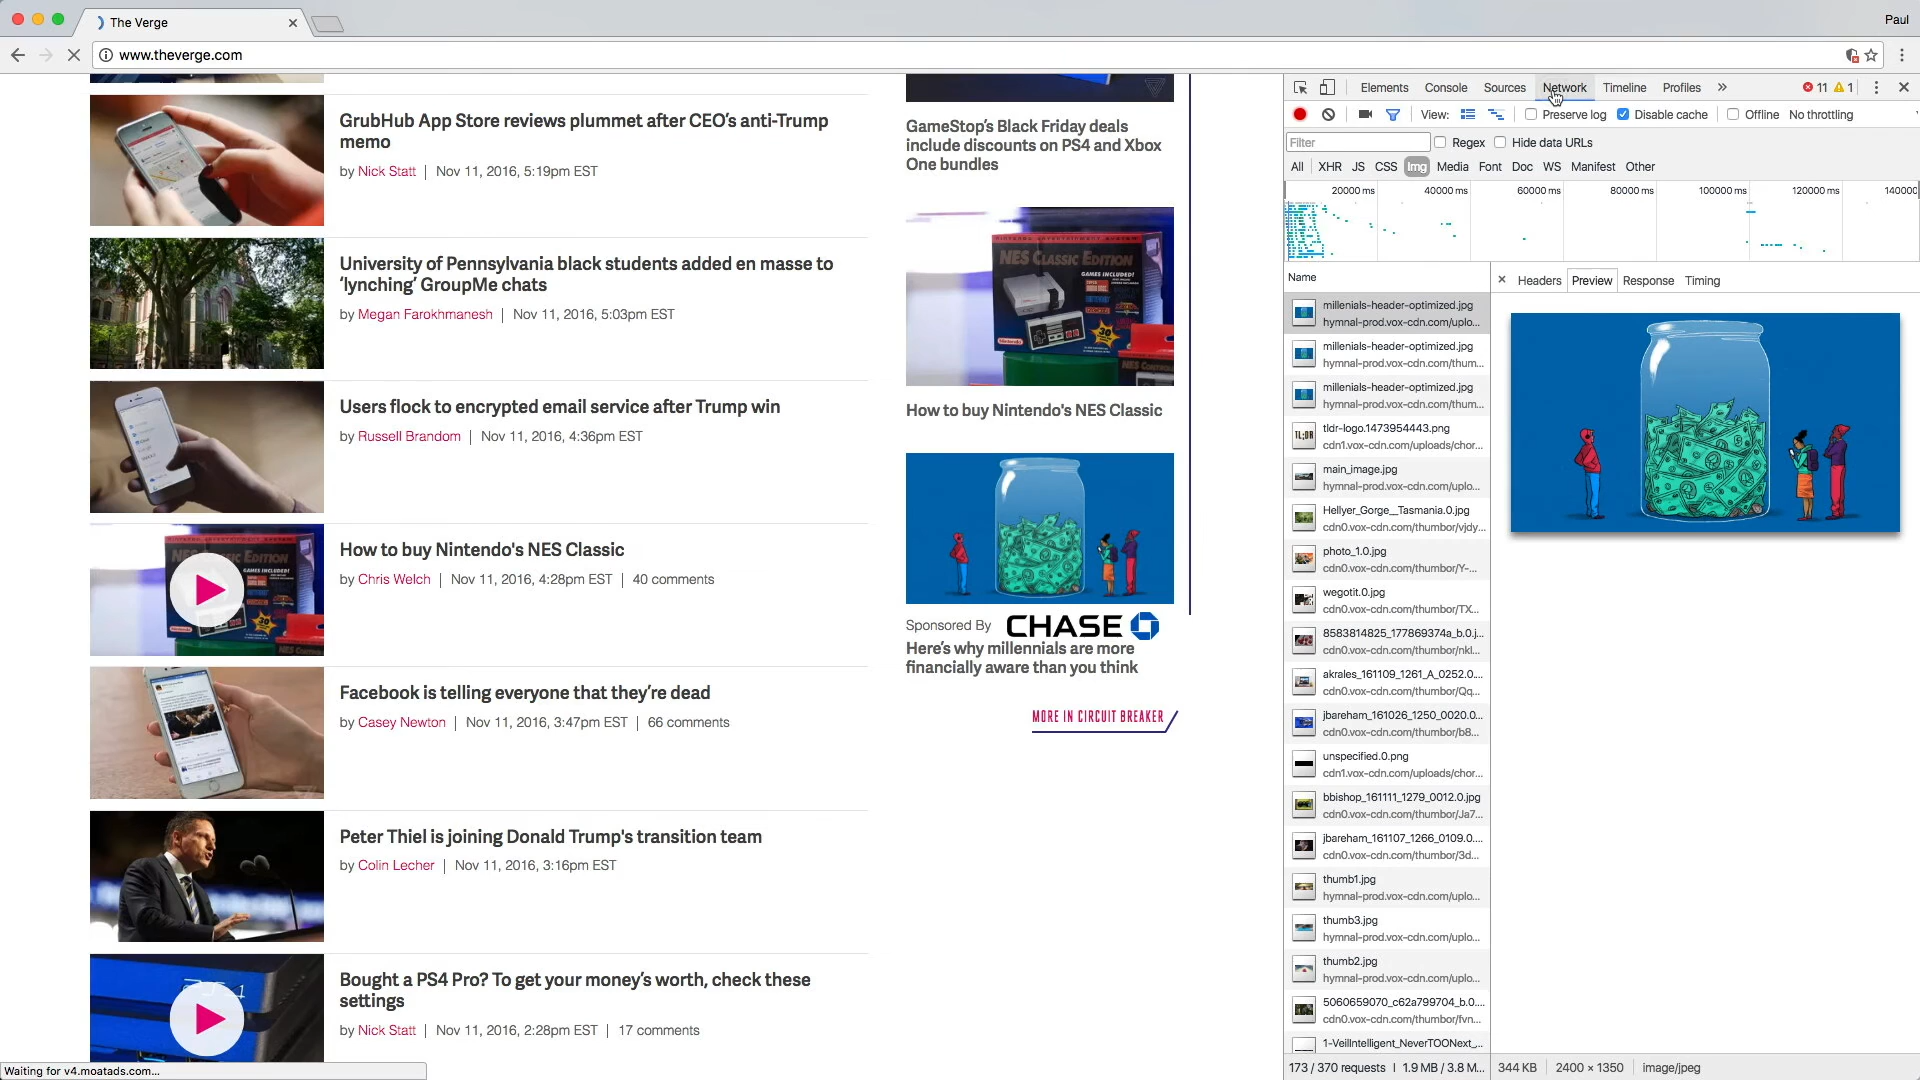 The Verge
Paul
www.theverge.com
GrubHub App Store reviews plummet after CEO’s anti-Trump
memo
by Nick Statt | Nov 11, 2016, 5:19pm EST
University of Pennsylvania black students added en masse to
‘lynching’ GroupMe chats
by Megan Farokhmanesh | Nov 11, 2016, 5:03pm EST
Users flock to encrypted email service after Trump win
by Russell Brandom | Nov 11, 2016, 4:36pm EST
How to buy Nintendo's NES Classic
by Chris Welch | Nov 11, 2016, 4:28pm EST | 40 comments
Facebook is telling everyone that they’re dead
by Casey Newton | Nov 11, 2016, 3:47pm EST | 66 comments
Peter Thiel is joining Donald Trump's transition team
by Colin Lecher | Nov 11, 2016, 3:16pm EST
Bought a PS4 Pro? To get your money’s worth, check these
settings
by Nick Statt | Nov 11, 2016, 2:28pm EST | 17 comments
Waiting for v4.moatads.com...
GameStop’s Black Friday deals
include discounts on PS4 and Xbox
One bundles
NES CLASSIC EDITION
GAMES INCLUDED!
How to buy Nintendo's NES Classic
Sponsored By CHASE
Here’s why millennials are more
financially aware than you think
MORE IN CIRCUIT BREAKER
Elements Console Sources Network Timeline Profiles » 11 1
View: Preserve log Disable cache Offline No throttling
Filter Regex Hide data URLs
All XHR JS CSS Img Media Font Doc WS Manifest Other
20000 ms 40000 ms 60000 ms 80000 ms 100000 ms 120000 ms 140000
Name
Headers Preview Response Timing
millenials-header-optimized.jpg
hymnal-prod.vox-cdn.com/uplo...
millenials-header-optimized.jpg
hymnal-prod.vox-cdn.com/thum...
millenials-header-optimized.jpg
hymnal-prod.vox-cdn.com/thum...
TL;DR
tldr-logo.1473954443.png
cdn1.vox-cdn.com/uploads/chor...
main_image.jpg
hymnal-prod.vox-cdn.com/uplo...
Hellyer_Gorge__Tasmania.0.jpg
cdn0.vox-cdn.com/thumbor/vjdy...
photo_1.0.jpg
cdn0.vox-cdn.com/thumbor/Y-...
wegotit.0.jpg
cdn0.vox-cdn.com/thumbor/TX...
8583814825_177869374a_b.0.j...
cdn0.vox-cdn.com/thumbor/nkl...
akrales_161109_1261_A_0252.0....
cdn0.vox-cdn.com/thumbor/Qq...
jbareham_161026_1250_0020.0...
cdn0.vox-cdn.com/thumbor/b8...
unspecified.0.png
cdn1.vox-cdn.com/uploads/chor...
bbishop_161111_1279_0012.0.jpg
cdn0.vox-cdn.com/thumbor/Ja7...
jbareham_161107_1266_0109.0....
cdn0.vox-cdn.com/thumbor/3d...
thumb1.jpg
hymnal-prod.vox-cdn.com/uplo...
thumb3.jpg
hymnal-prod.vox-cdn.com/uplo...
thumb2.jpg
hymnal-prod.vox-cdn.com/uplo...
5060659070_c62a799704_b.0....
cdn0.vox-cdn.com/thumbor/fvn...
1-VeilIntelligent_NeverTOONext_...
173 / 370 requests | 1.9 MB / 3.8 M...
344 KB 2400 × 1350 image/jpeg